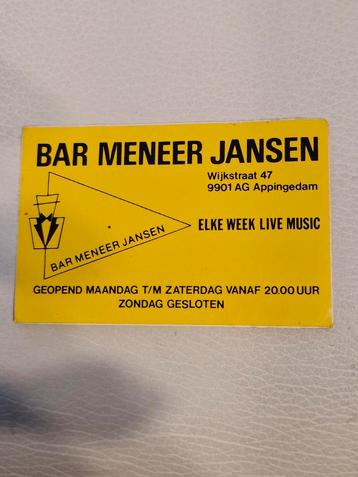 BAR MENEER JANSEN
Wijkstraat 47
9901 AG Appingedam
ELKE WEEK LIVE MUSIC
BAR MENEER JANSEN
GEOPEND MAANDAG T/M ZATERDAG VANAF 20.00 UUR
ZONDAG GESLOTEN